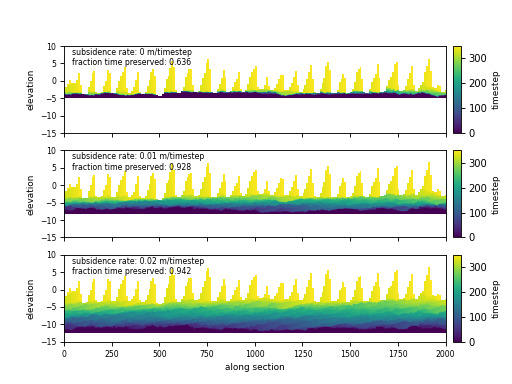 10
5
0
−5
−10
−15
elevation
subsidence rate: 0 m/timestep
fraction time preserved: 0.636
300
200
100
0
timestep
10
5
0
−5
−10
−15
elevation
subsidence rate: 0.01 m/timestep
fraction time preserved: 0.928
300
200
100
0
timestep
10
5
0
−5
−10
−15
elevation
subsidence rate: 0.02 m/timestep
fraction time preserved: 0.942
300
200
100
0
timestep
0 250 500 750 1000 1250 1500 1750 2000
along section